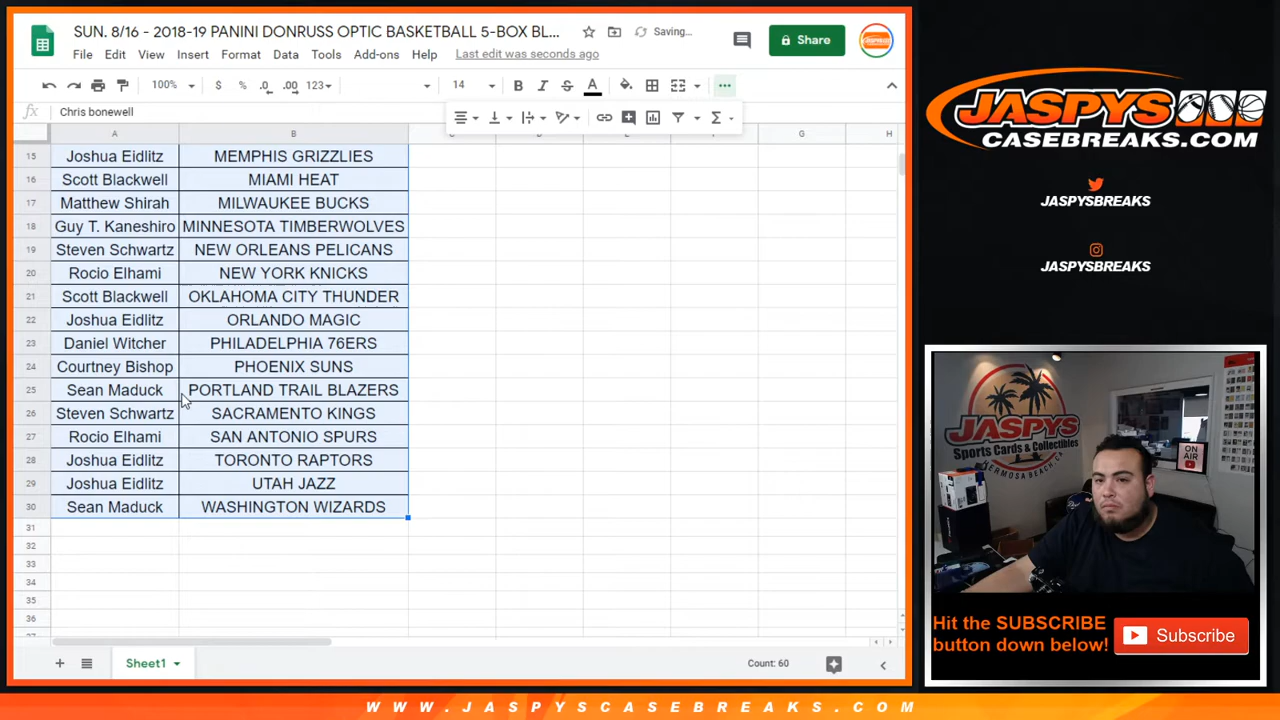 SUN. 8/16 - 2018-19 PANINI DONRUSS OPTIC BASKETBALL 5-BOX BL...
Saving...
Share
File Edit View Insert Format Data Tools Add-ons Help Last edit was seconds ago
100% $ % .0 .00 123 14 B I S A
fx Chris bonewell
A B G H
15 Joshua Eidlitz MEMPHIS GRIZZLIES
16 Scott Blackwell MIAMI HEAT
17 Matthew Shirah MILWAUKEE BUCKS
18 Guy T. Kaneshiro MINNESOTA TIMBERWOLVES
19 Steven Schwartz NEW ORLEANS PELICANS
20 Rocio Elhami NEW YORK KNICKS
21 Scott Blackwell OKLAHOMA CITY THUNDER
22 Joshua Eidlitz ORLANDO MAGIC
23 Daniel Witcher PHILADELPHIA 76ERS
24 Courtney Bishop PHOENIX SUNS
25 Sean Maduck PORTLAND TRAIL BLAZERS
26 Steven Schwartz SACRAMENTO KINGS
27 Rocio Elhami SAN ANTONIO SPURS
28 Joshua Eidlitz TORONTO RAPTORS
29 Joshua Eidlitz UTAH JAZZ
30 Sean Maduck WASHINGTON WIZARDS
31
32
33
34
35
36
Sheet1
Count: 60
JASPYS
CASEBREAKS.COM
JASPYSBREAKS
JASPYSBREAKS
JASPYS
Sports Cards & Collectibles
HERMOSA BEACH, CA
ON AIR
Hit the SUBSCRIBE
button down below!
Subscribe
WWW.JASPYSCASEBREAKS.COM